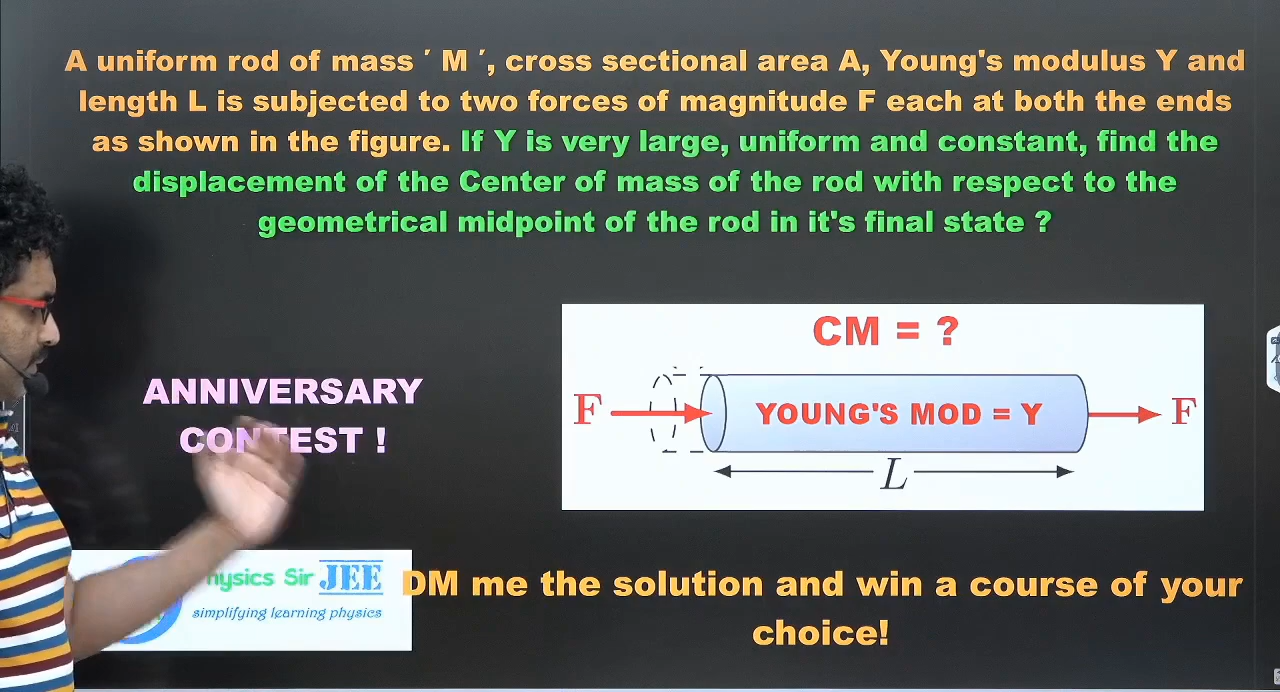 A uniform rod of mass ′ M ′, cross sectional area A, Young's modulus Y and
length L is subjected to two forces of magnitude F each at both the ends
as shown in the figure. If Y is very large, uniform and constant, find the
displacement of the Center of mass of the rod with respect to the
geometrical midpoint of the rod in it's final state ?
CM = ?
F YOUNG'S MOD = Y F
L
ANNIVERSARY
CONTEST !
Sir JEE
simplifying learning physics
DM me the solution and win a course of your
choice!